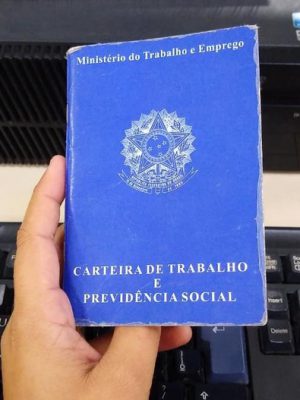 Ministério do Trabalho e Emprego
CARTEIRA DE TRABALHO
E
PREVIDÊNCIA SOCIAL